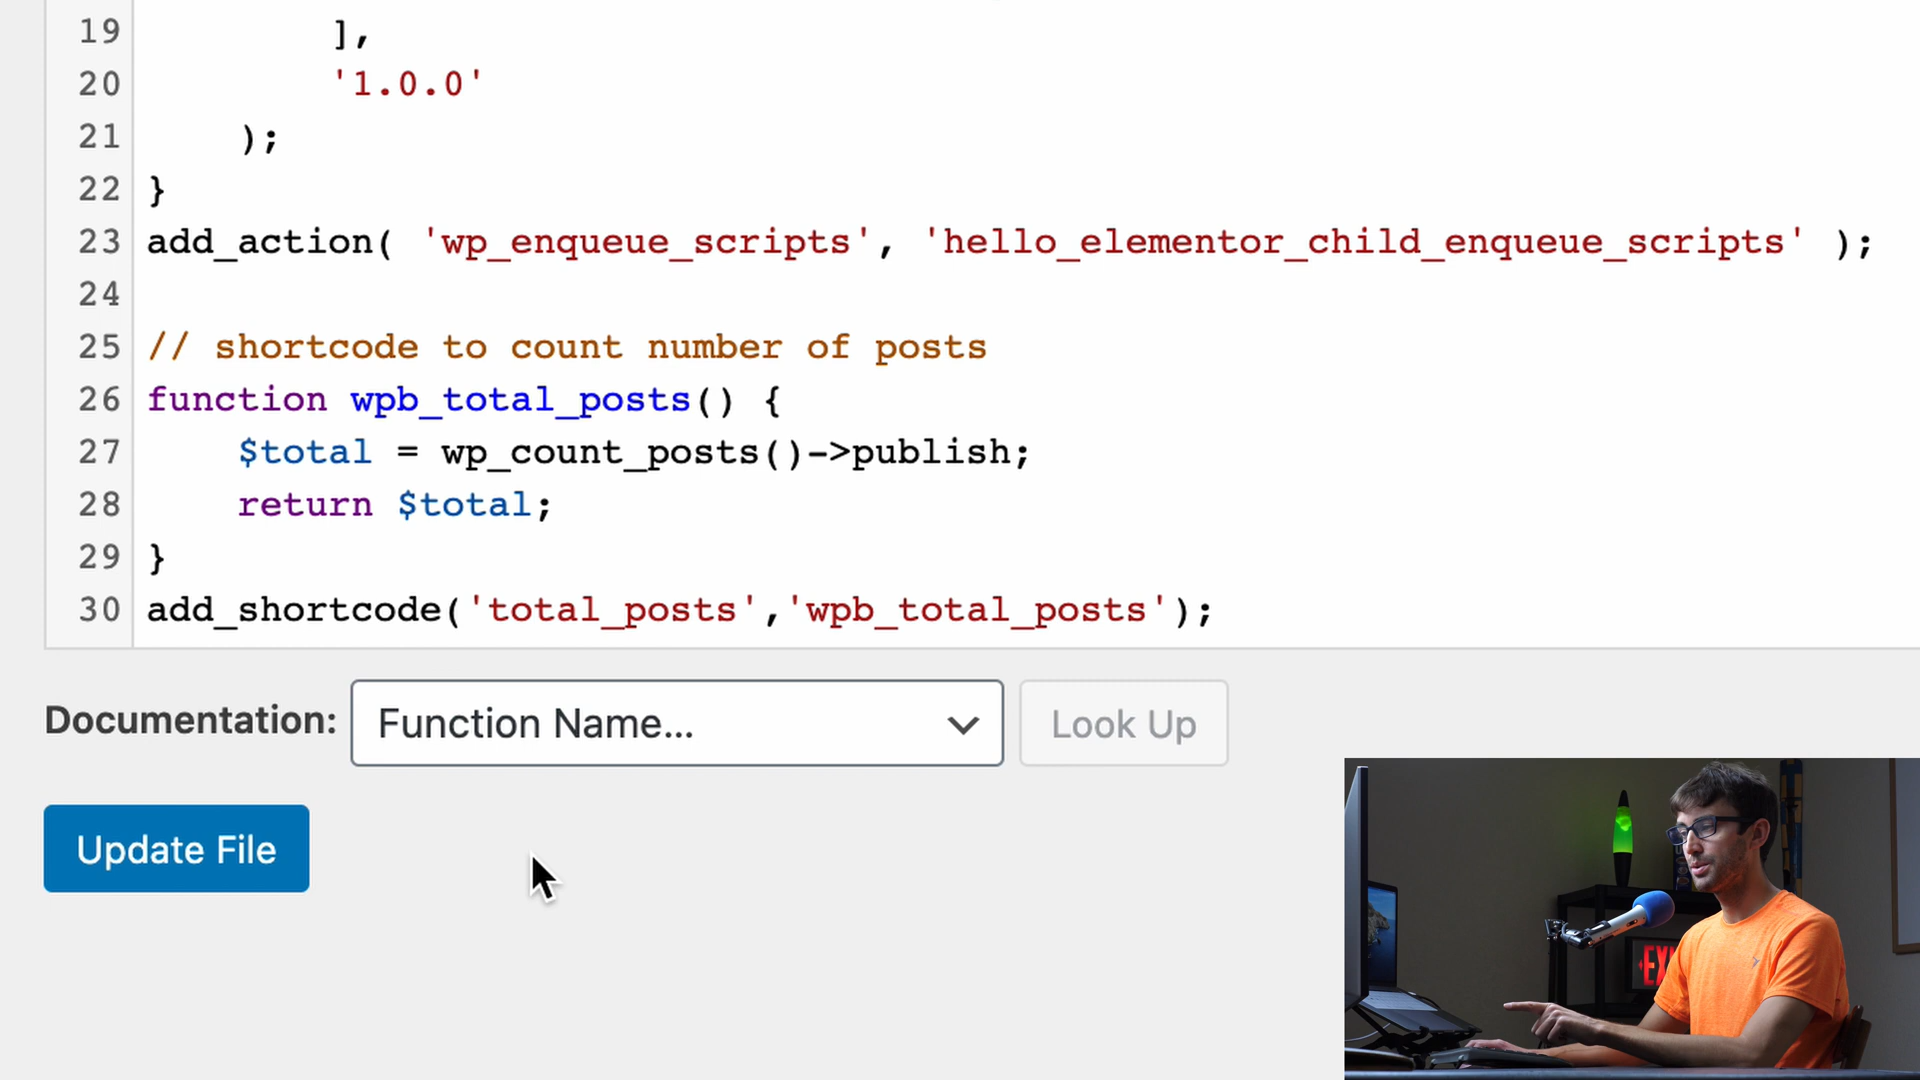 19 ],
20 '1.0.0'
21 );
22 }
23 add_action( 'wp_enqueue_scripts', 'hello_elementor_child_enqueue_scripts' );
24
25 // shortcode to count number of posts
26 function wpb_total_posts() {
27 $total = wp_count_posts()->publish;
28 return $total;
29 }
30 add_shortcode('total_posts','wpb_total_posts');
Documentation: Function Name... Look Up
Update File